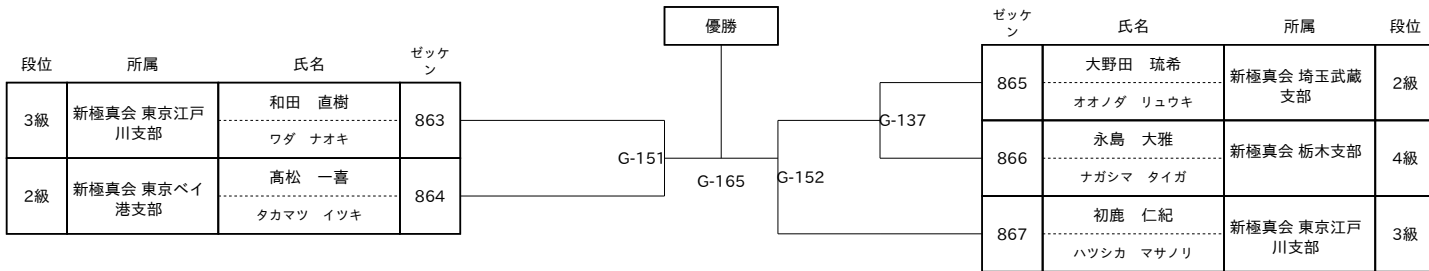 優勝
段位
所属
氏名
ゼッケ
ン
3級
新極真会 東京江戸
川支部
和田 直樹
ワダ ナオキ
863
2級
新極真会 東京ベイ
港支部
髙松 一喜
タカマツ イツキ
864
G-151
G-165
G-152
G-137
ゼッケ
ン
氏名
所属
段位
865
大野田 琉希
オオノダ リュウキ
新極真会 埼玉武蔵
支部
2級
866
永島 大雅
ナガシマ タイガ
新極真会 栃木支部
4級
867
初鹿 仁紀
ハツシカ マサノリ
新極真会 東京江戸
川支部
3級